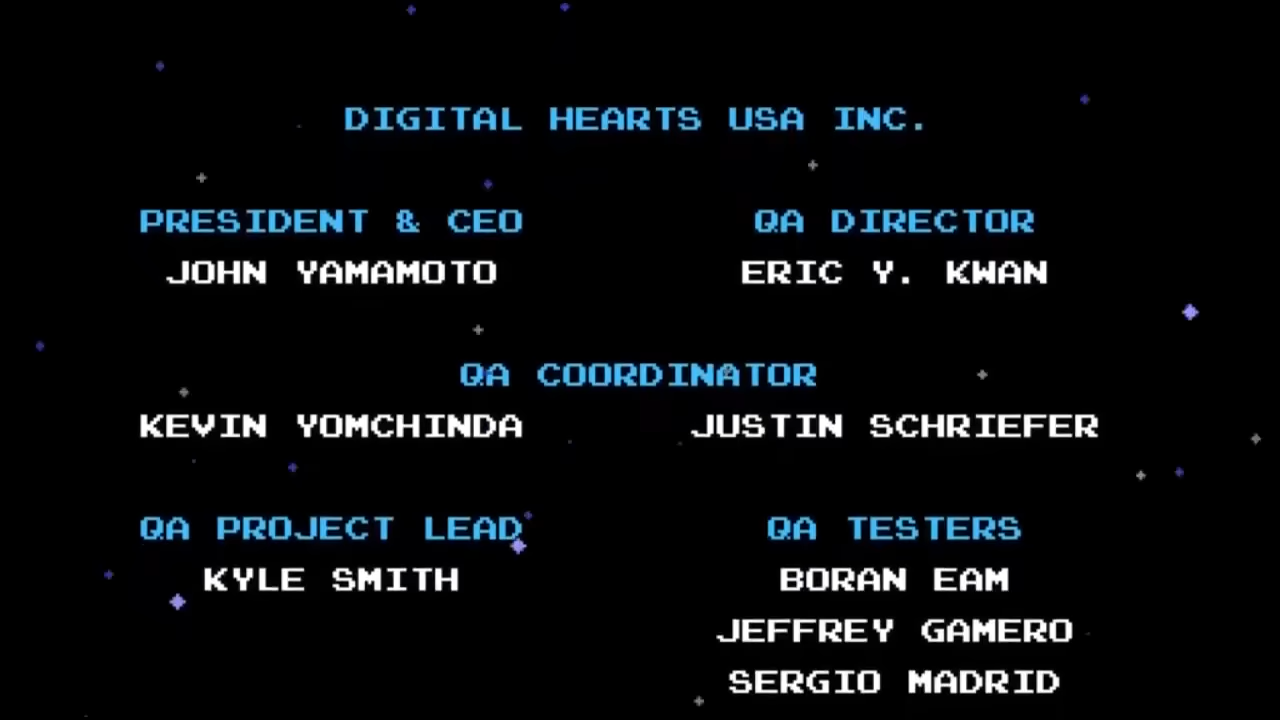 DIGITAL HEARTS USA INC.
PRESIDENT & CEO
JOHN YAMAMOTO
QA DIRECTOR
ERIC Y. KWAN
QA COORDINATOR
KEVIN YOMCHINDA
JUSTIN SCHRIEFER
QA PROJECT LEAD
KYLE SMITH
QA TESTERS
BORAN EAM
JEFFREY GAMERO
SERGIO MADRID